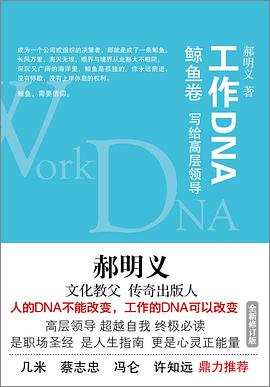 郝明义 著
工作DNA
鲸鱼卷 写给高层领导
成为一个公司或组织的决策者，那就是成了一条鲸鱼。
长风万里，海天无垠，眼界与境界从此都大不相同。
深沉又广阔的海洋里，鲸鱼是孤独的。你永远前进，
没有停歇，没有上岸休息的权利。
鲸鱼，需要信仰。
Work
DNA
郝明义
文化教父 传奇出版人
人的DNA不能改变，工作的DNA可以改变
高层领导 超越自我 终极必读
是职场圣经 是人生指南 更是心灵正能量
全新修订版
几米 蔡志忠 冯仑 许知远 鼎力推荐